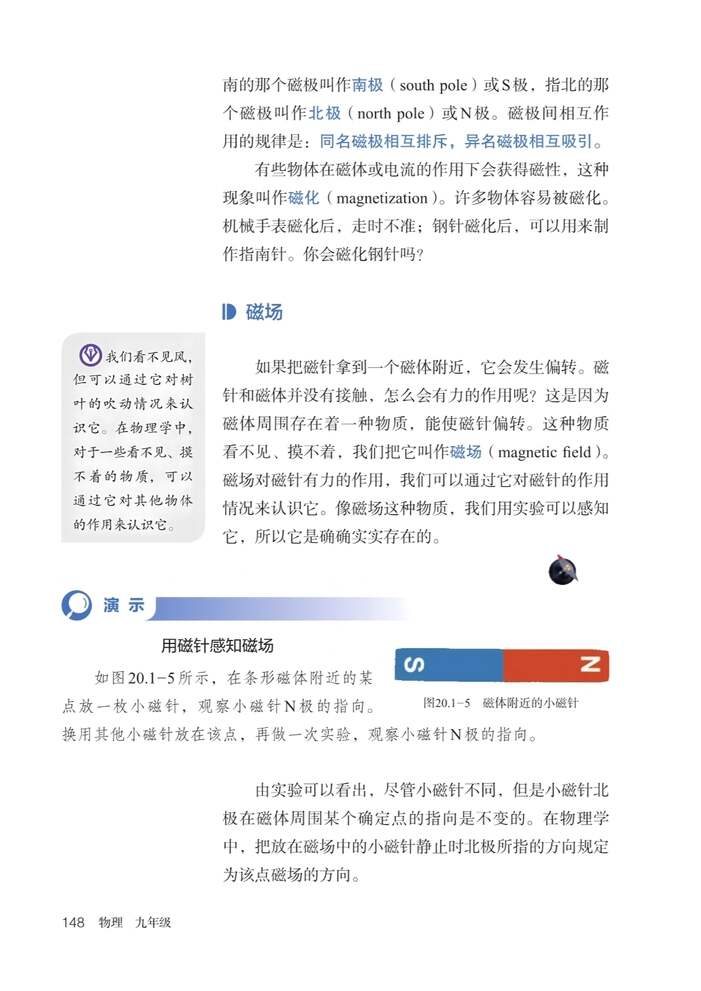 南的那个磁极叫作南极（south pole）或S极，指北的那
个磁极叫作北极（north pole）或N极。磁极间相互作
用的规律是：同名磁极相互排斥，异名磁极相互吸引。
有些物体在磁体或电流的作用下会获得磁性，这种
现象叫作磁化（magnetization）。许多物体容易被磁化。
机械手表磁化后，走时不准；钢针磁化后，可以用来制
作指南针。你会磁化钢针吗？
磁场
我们看不见风，
但可以通过它对树
叶的吹动情况来认
识它。在物理学中，
对于一些看不见、摸
不着的物质，可以
通过它对其他物体
的作用来认识它。
如果把磁针拿到一个磁体附近，它会发生偏转。磁
针和磁体并没有接触，怎么会有力的作用呢？这是因为
磁体周围存在着一种物质，能使磁针偏转。这种物质
看不见、摸不着，我们把它叫作磁场（magnetic field）。
磁场对磁针有力的作用，我们可以通过它对磁针的作用
情况来认识它。像磁场这种物质，我们用实验可以感知
它，所以它是确确实实存在的。
演示
用磁针感知磁场
如图20.1-5所示，在条形磁体附近的某
点放一枚小磁针，观察小磁针N极的指向。
换用其他小磁针放在该点，再做一次实验，观察小磁针N极的指向。
S N
图20.1-5 磁体附近的小磁针
由实验可以看出，尽管小磁针不同，但是小磁针北
极在磁体周围某个确定点的指向是不变的。在物理学
中，把放在磁场中的小磁针静止时北极所指的方向规定
为该点磁场的方向。
148 物理 九年级